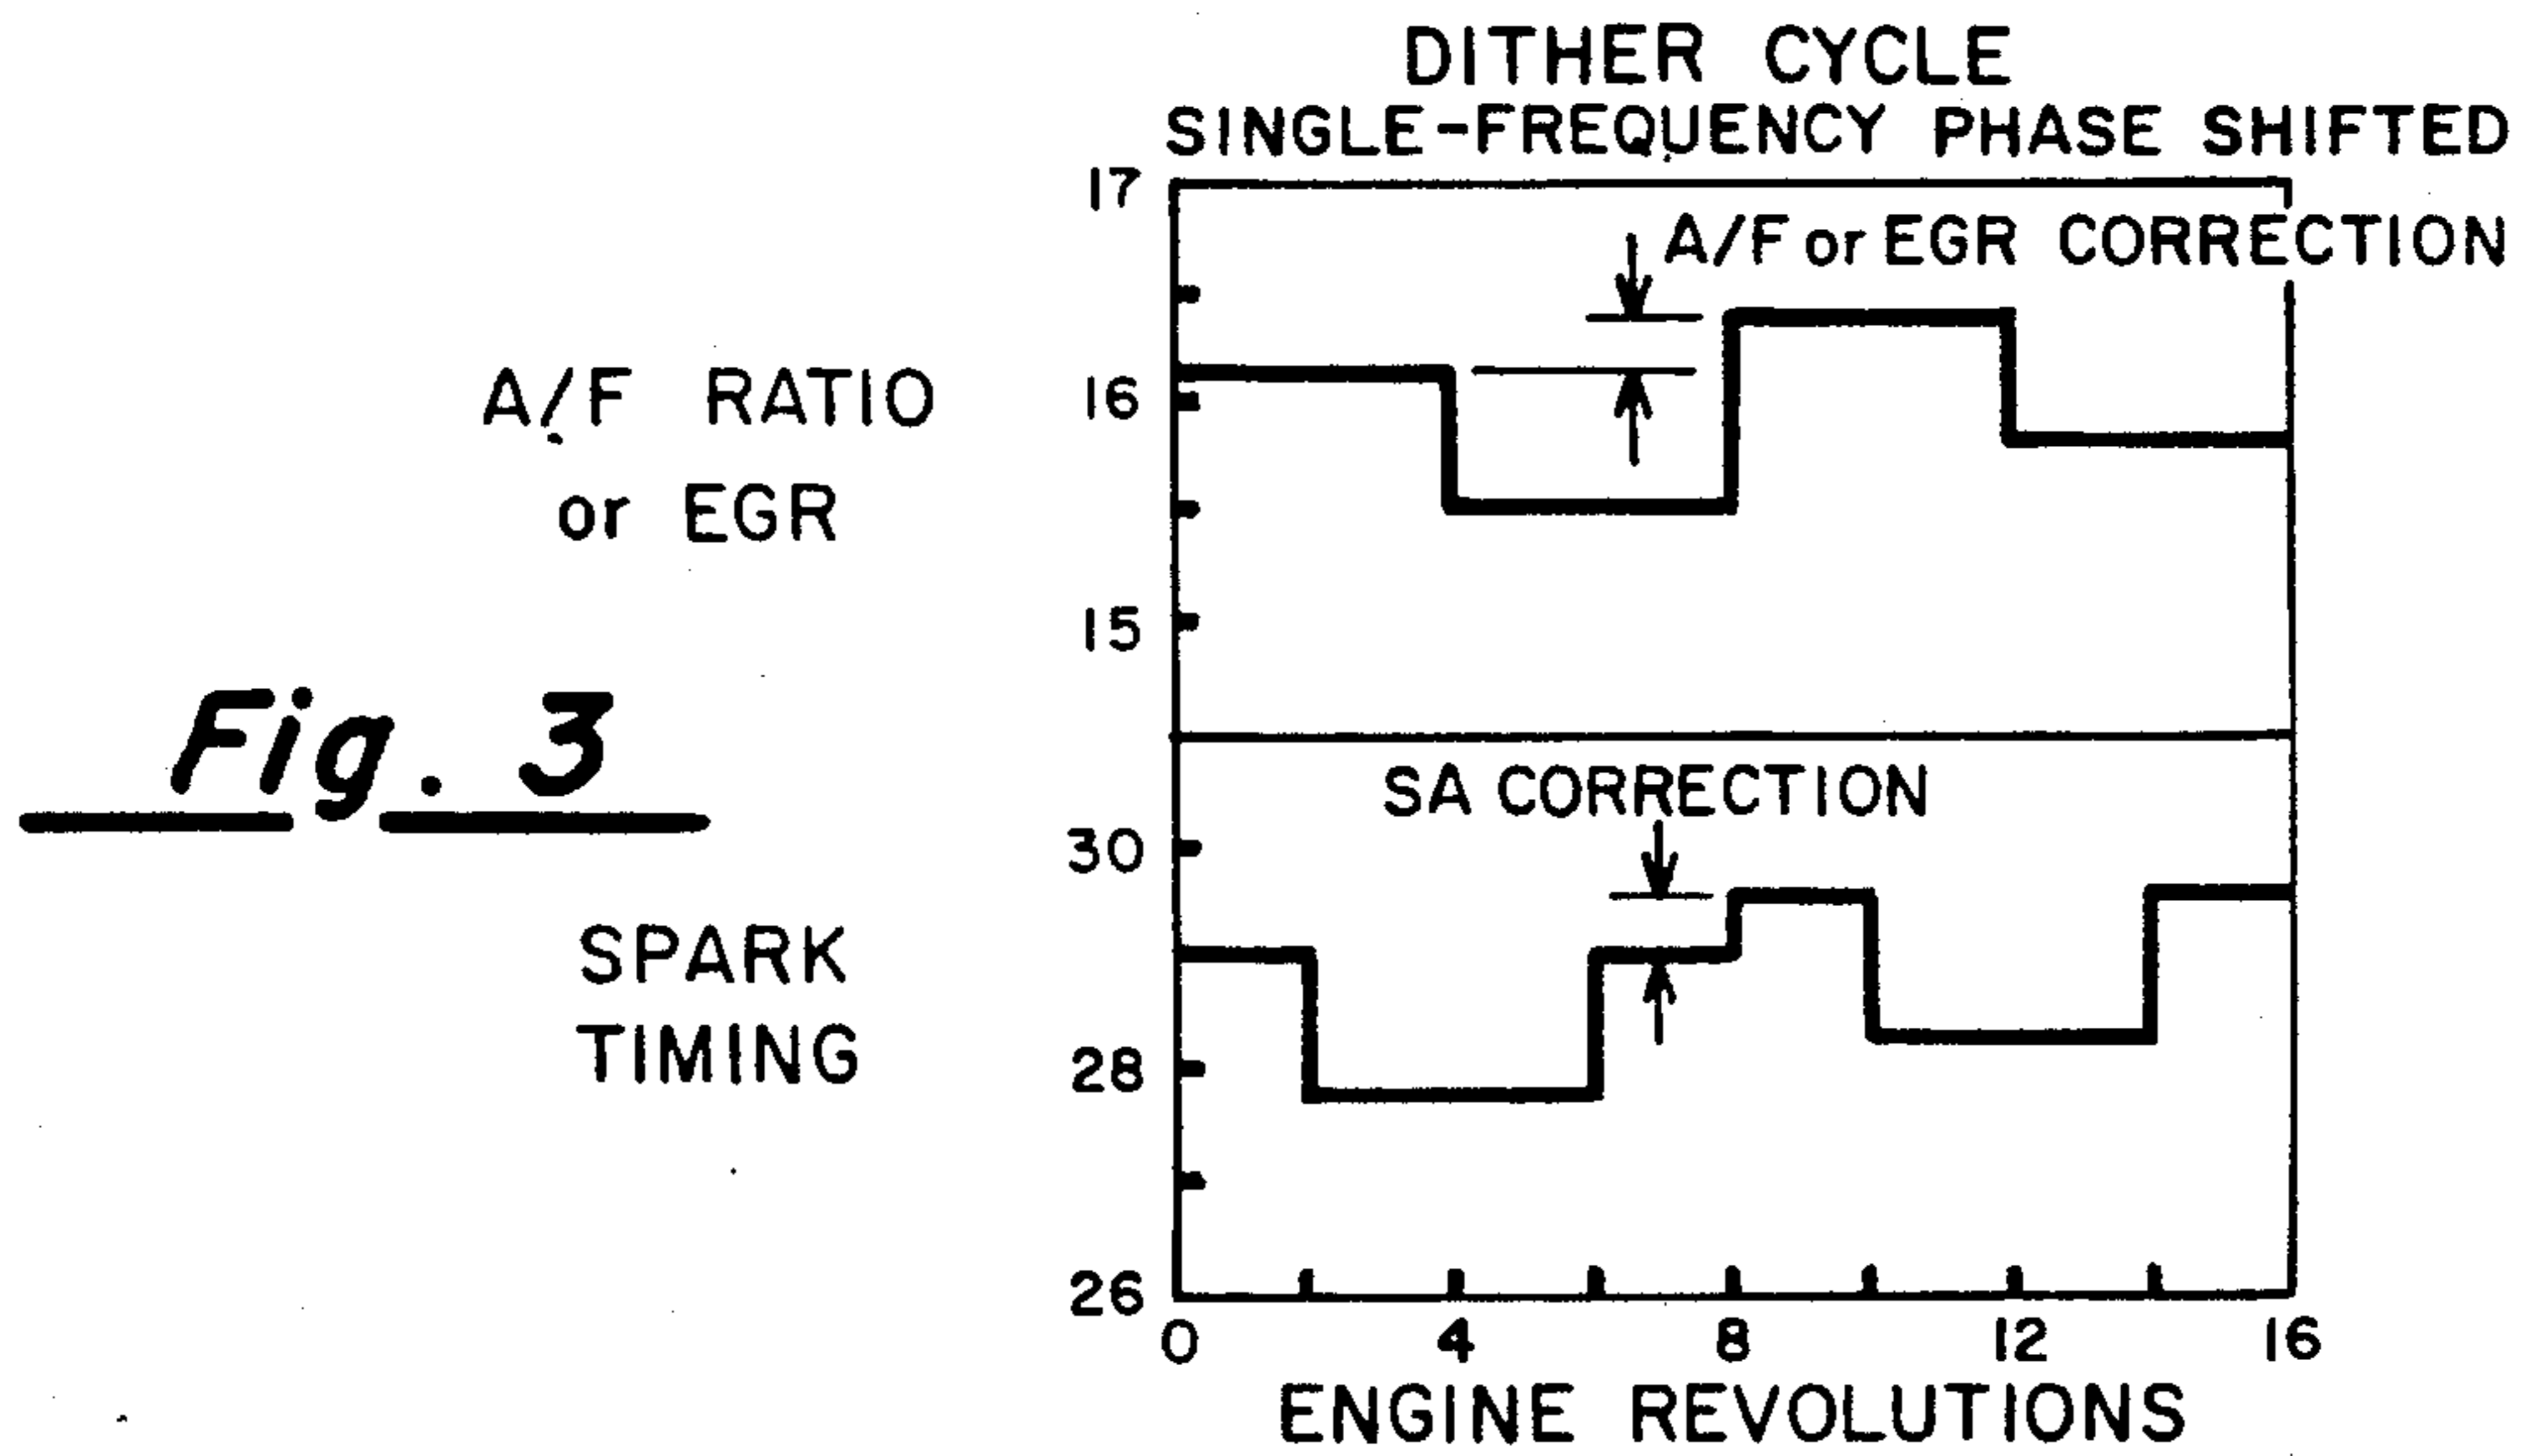 DITHER CYCLE
SINGLE-FREQUENCY PHASE SHIFTED
17
A/F or EGR CORRECTION
A/F RATIO
or EGR
16
15
Fig. 3
SA CORRECTION
30
SPARK
TIMING
28
26
0 4 8 12 16
ENGINE REVOLUTIONS